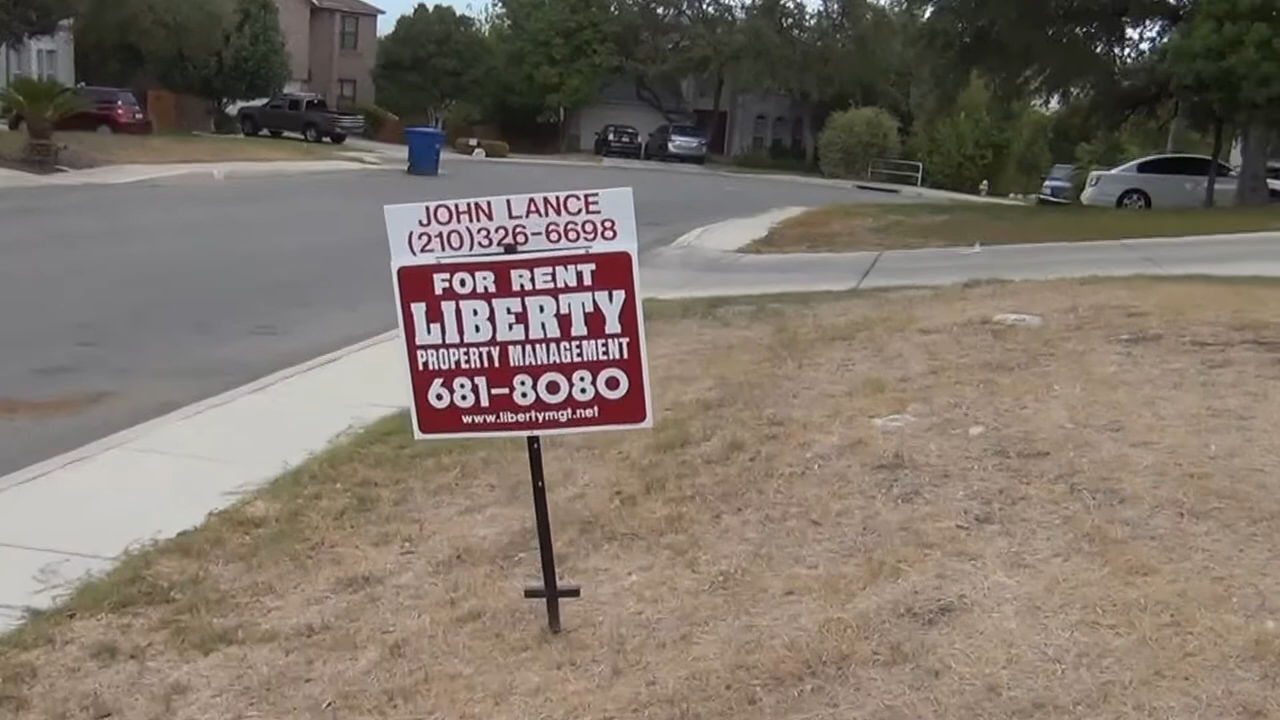 JOHN LANCE
(210)326-6698
FOR RENT
LIBERTY
PROPERTY MANAGEMENT
681-8080
www.libertymgt.net